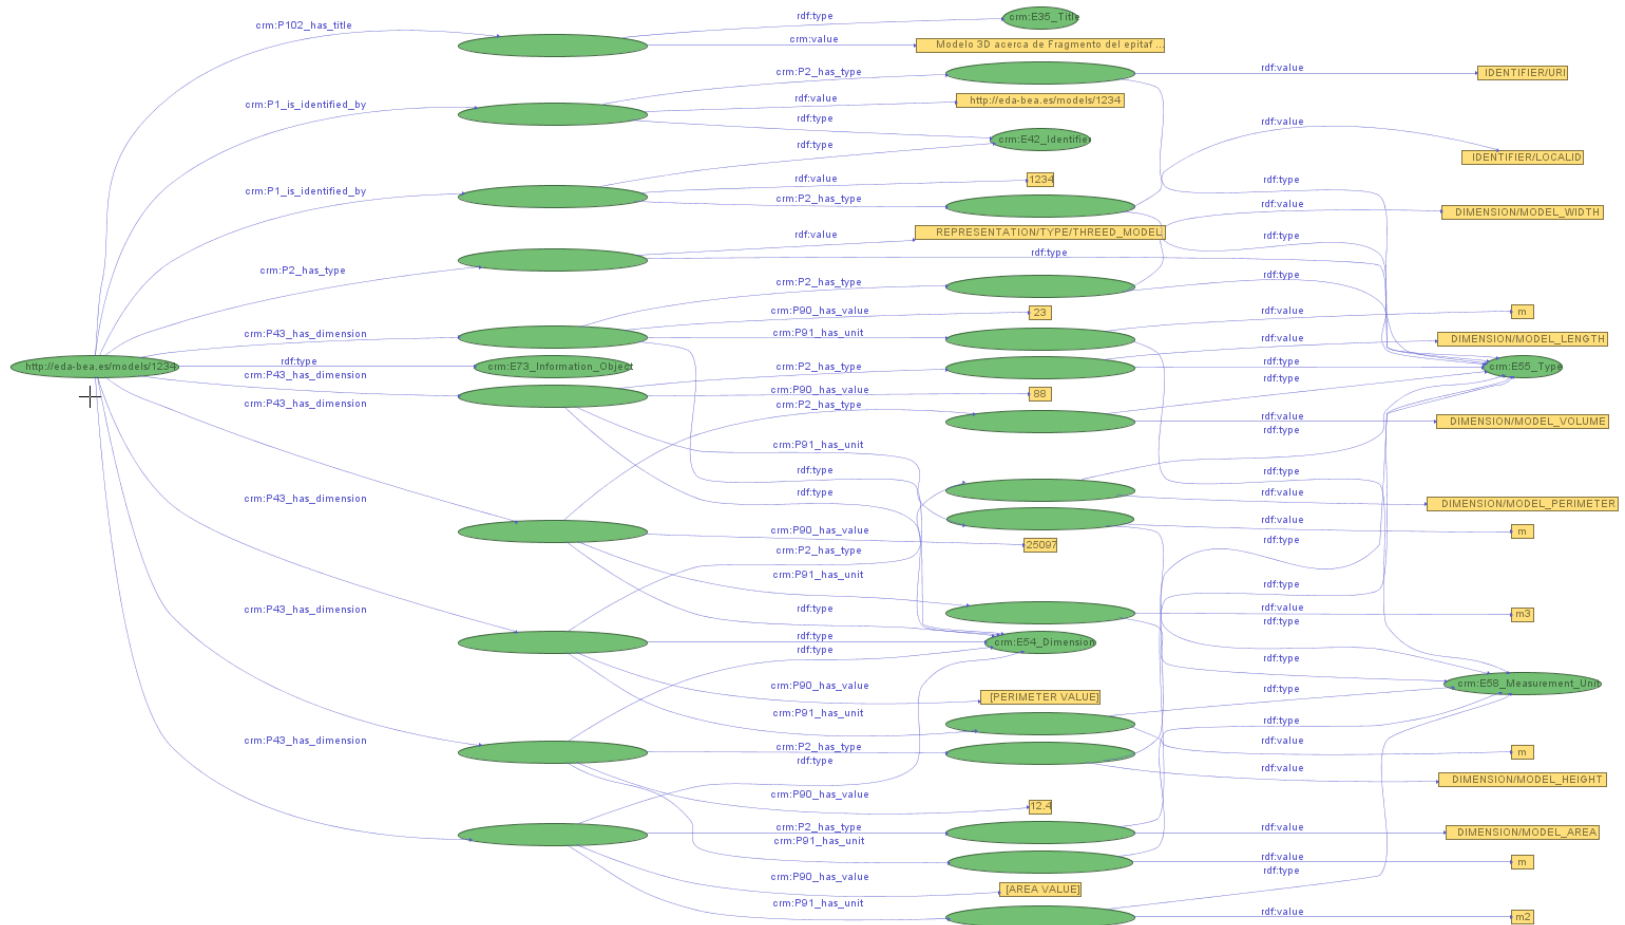 rdf:type
crm:E35_Title
crm:P102_has_title
crm:value
Modelo 3D acerca de Fragmento del epitaf ...
crm:P2_has_type
rdf:value
IDENTIFIER/URI
crm:P1_is_identified_by
rdf:value
http://eda-bea.es/models/1234
rdf:type
rdf:value
crm:E42_Identifier
rdf:type
IDENTIFIER/LOCALID
rdf:value
1234
rdf:type
crm:P1_is_identified_by
crm:P2_has_type
rdf:value
DIMENSION/MODEL_WIDTH
rdf:value
REPRESENTATION/TYPE/THREED_MODEL
rdf:type
rdf:type
crm:P2_has_type
crm:P2_has_type
rdf:type
crm:P90_has_value
23
rdf:value
m
crm:P43_has_dimension
crm:P91_has_unit
rdf:value
DIMENSION/MODEL_LENGTH
http://eda-bea.es/models/1234
rdf:type
crm:E73_Information_Object
crm:P2_has_type
rdf:type
crm:E55_Type
crm:P43_has_dimension
rdf:type
crm:P90_has_value
88
crm:P43_has_dimension
crm:P2_has_type
rdf:value
DIMENSION/MODEL_VOLUME
rdf:type
crm:P91_has_unit
rdf:type
rdf:type
rdf:type
rdf:value
DIMENSION/MODEL_PERIMETER
crm:P43_has_dimension
rdf:value
m
crm:P90_has_value
25097
rdf:type
crm:P2_has_type
crm:P91_has_unit
rdf:type
crm:P43_has_dimension
rdf:type
rdf:value
m3
rdf:type
rdf:type
crm:E54_Dimension
rdf:type
rdf:type
crm:P90_has_value
[PERIMETER VALUE]
rdf:type
crm:E58_Measurement_Unit
crm:P91_has_unit
rdf:type
crm:P43_has_dimension
crm:P2_has_type
rdf:value
m
rdf:type
rdf:value
DIMENSION/MODEL_HEIGHT
crm:P90_has_value
12.4
crm:P2_has_type
rdf:value
DIMENSION/MODEL_AREA
crm:P91_has_unit
rdf:value
m
rdf:type
crm:P90_has_value
[AREA VALUE]
crm:P91_has_unit
rdf:value
m2